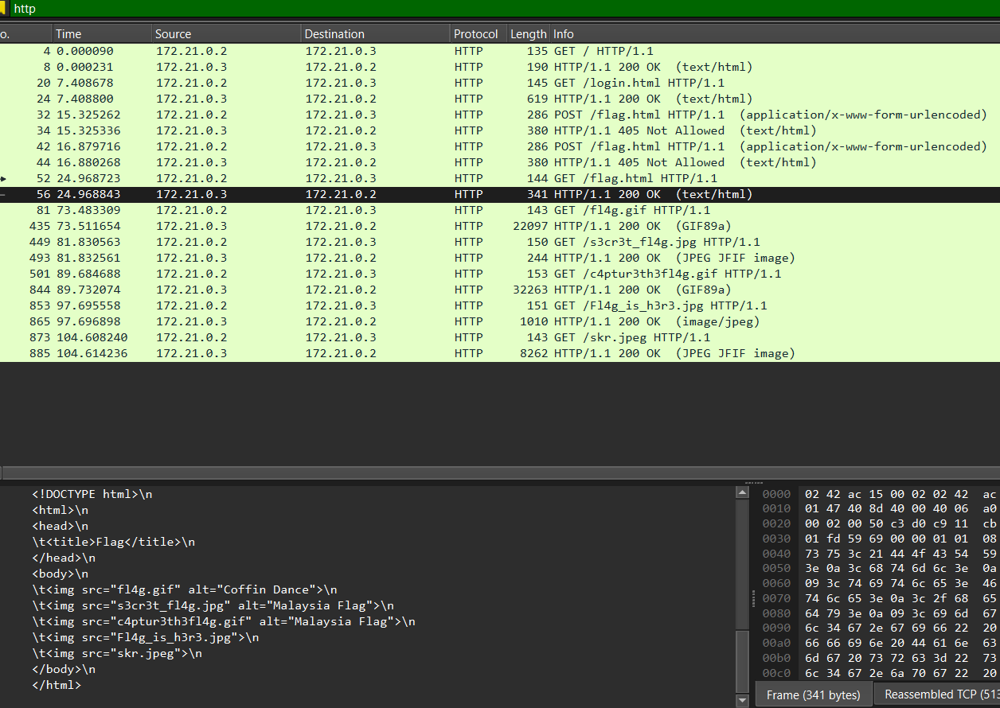 http
o. Time Source Destination Protocol Length Info
4 0.000090 172.21.0.2 172.21.0.3 HTTP 135 GET / HTTP/1.1
8 0.000231 172.21.0.3 172.21.0.2 HTTP 190 HTTP/1.1 200 OK (text/html)
20 7.408678 172.21.0.2 172.21.0.3 HTTP 145 GET /login.html HTTP/1.1
24 7.408800 172.21.0.3 172.21.0.2 HTTP 619 HTTP/1.1 200 OK (text/html)
32 15.325262 172.21.0.2 172.21.0.3 HTTP 286 POST /flag.html HTTP/1.1 (application/x-www-form-urlencoded)
34 15.325336 172.21.0.3 172.21.0.2 HTTP 380 HTTP/1.1 405 Not Allowed (text/html)
42 16.879716 172.21.0.2 172.21.0.3 HTTP 286 POST /flag.html HTTP/1.1 (application/x-www-form-urlencoded)
44 16.880268 172.21.0.3 172.21.0.2 HTTP 380 HTTP/1.1 405 Not Allowed (text/html)
52 24.968723 172.21.0.2 172.21.0.3 HTTP 144 GET /flag.html HTTP/1.1
56 24.968843 172.21.0.3 172.21.0.2 HTTP 341 HTTP/1.1 200 OK (text/html)
81 73.483309 172.21.0.2 172.21.0.3 HTTP 143 GET /fl4g.gif HTTP/1.1
435 73.511654 172.21.0.3 172.21.0.2 HTTP 22097 HTTP/1.1 200 OK (GIF89a)
449 81.830563 172.21.0.2 172.21.0.3 HTTP 150 GET /s3cr3t_fl4g.jpg HTTP/1.1
493 81.832561 172.21.0.3 172.21.0.2 HTTP 244 HTTP/1.1 200 OK (JPEG JFIF image)
501 89.684688 172.21.0.2 172.21.0.3 HTTP 153 GET /c4ptur3th3fl4g.gif HTTP/1.1
844 89.732074 172.21.0.3 172.21.0.2 HTTP 32263 HTTP/1.1 200 OK (GIF89a)
853 97.695558 172.21.0.2 172.21.0.3 HTTP 151 GET /Fl4g_is_h3r3.jpg HTTP/1.1
865 97.696898 172.21.0.3 172.21.0.2 HTTP 1010 HTTP/1.1 200 OK (image/jpeg)
873 104.608240 172.21.0.2 172.21.0.3 HTTP 143 GET /skr.jpeg HTTP/1.1
885 104.614236 172.21.0.3 172.21.0.2 HTTP 8262 HTTP/1.1 200 OK (JPEG JFIF image)
<!DOCTYPE html>\n
<html>\n
<head>\n
\t<title>Flag</title>\n
</head>\n
<body>\n
\t<img src="fl4g.gif" alt="Coffin Dance">\n
\t<img src="s3cr3t_fl4g.jpg" alt="Malaysia Flag">\n
\t<img src="c4ptur3th3fl4g.gif" alt="Malaysia Flag">\n
\t<img src="Fl4g_is_h3r3.jpg">\n
\t<img src="skr.jpeg">\n
</body>\n
</html>
0000 02 42 ac 15 00 02 02 42 ac
0010 01 47 40 8d 40 00 40 06 a0
0020 00 02 00 50 c3 d0 c9 11 cb
0030 01 fd 59 69 00 00 01 01 08
0040 73 75 3c 21 44 4f 43 54 59
0050 3e 0a 3c 68 74 6d 6c 3e 0a
0060 09 3c 74 69 74 6c 65 3e 46
0070 74 6c 65 3e 0a 3c 2f 68 65
0080 64 79 3e 0a 09 3c 69 6d 67
0090 6c 34 67 2e 67 69 66 22 20
00a0 66 66 69 6e 20 44 61 6e 63
00b0 6d 67 20 73 72 63 3d 22 73
00c0 6c 34 67 2e 6a 70 67 22 20
Frame (341 bytes) Reassembled TCP (513